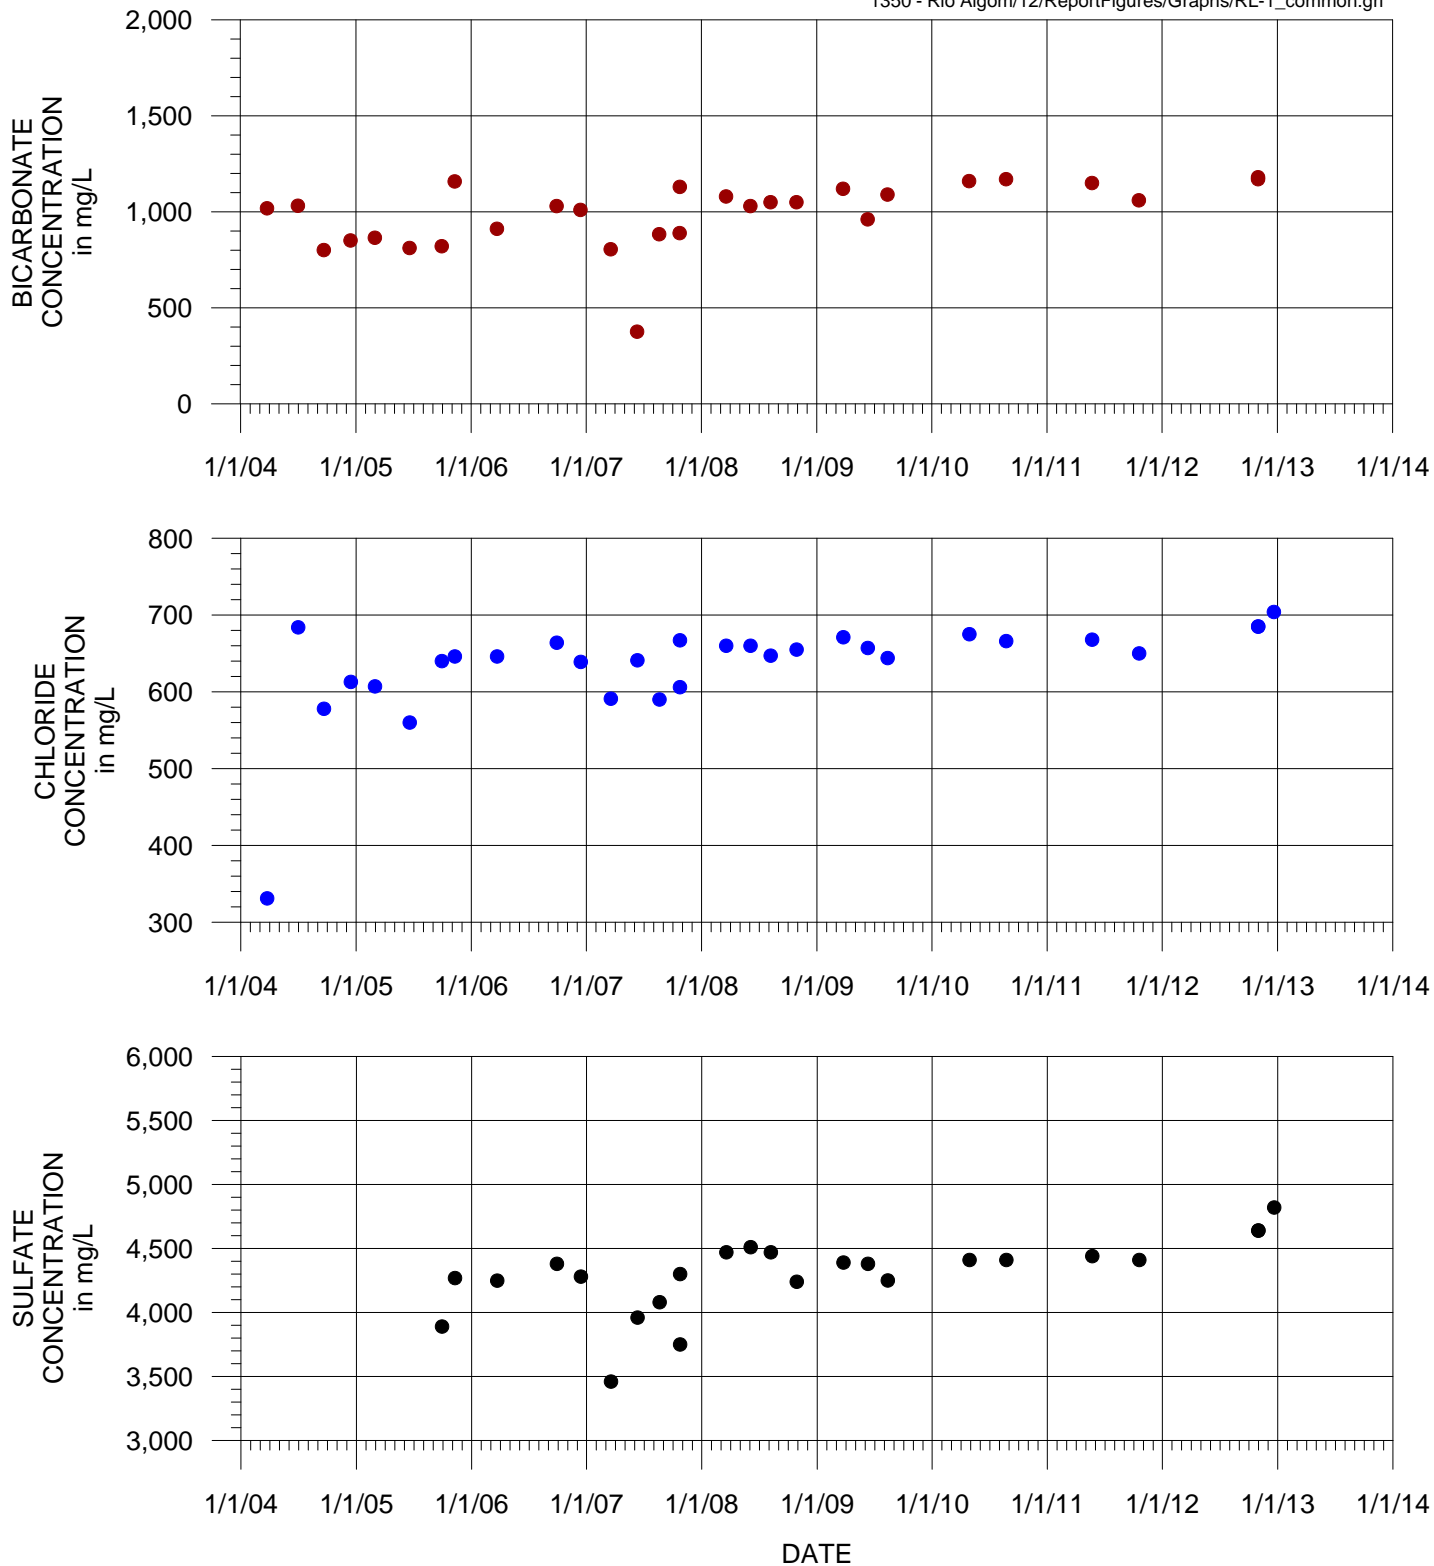 1350 - Rio Algom/12/ReportFigures/Graphs/RL-1_common.grf
2,000
1,500
1,000
500
0
BICARBONATE
CONCENTRATION
in mg/L
1/1/04 1/1/05 1/1/06 1/1/07 1/1/08 1/1/09 1/1/10 1/1/11 1/1/12 1/1/13 1/1/14
800
700
600
500
400
300
CHLORIDE
CONCENTRATION
in mg/L
1/1/04 1/1/05 1/1/06 1/1/07 1/1/08 1/1/09 1/1/10 1/1/11 1/1/12 1/1/13 1/1/14
6,000
5,500
5,000
4,500
4,000
3,500
3,000
SULFATE
CONCENTRATION
in mg/L
1/1/04 1/1/05 1/1/06 1/1/07 1/1/08 1/1/09 1/1/10 1/1/11 1/1/12 1/1/13 1/1/14
DATE